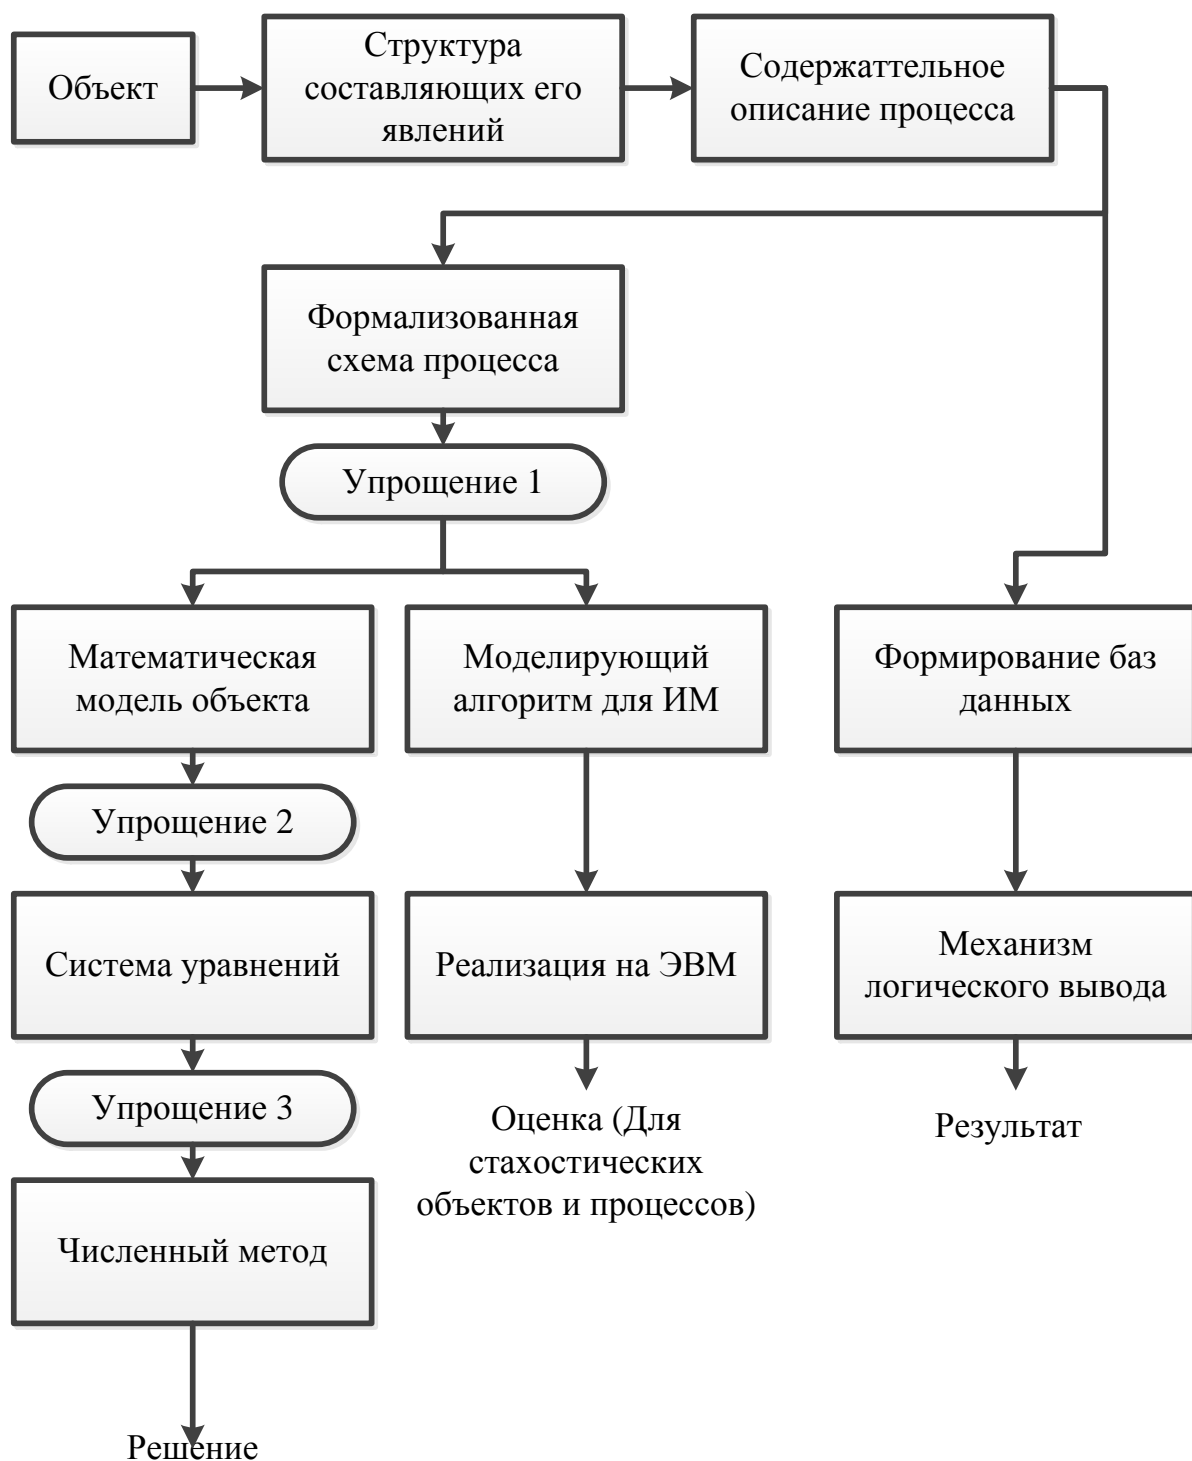 Объект
Структура
составляющих его
явлений
Содержаттельное
описание процесса
Формализованная
схема процесса
Упрощение 1
Математическая
модель объекта
Моделирующий
алгоритм для ИМ
Формирование баз
данных
Упрощение 2
Система уравнений
Реализация на ЭВМ
Механизм
логического вывода
Упрощение 3
Оценка (Для
стахостических
объектов и процессов)
Результат
Численный метод
Решение